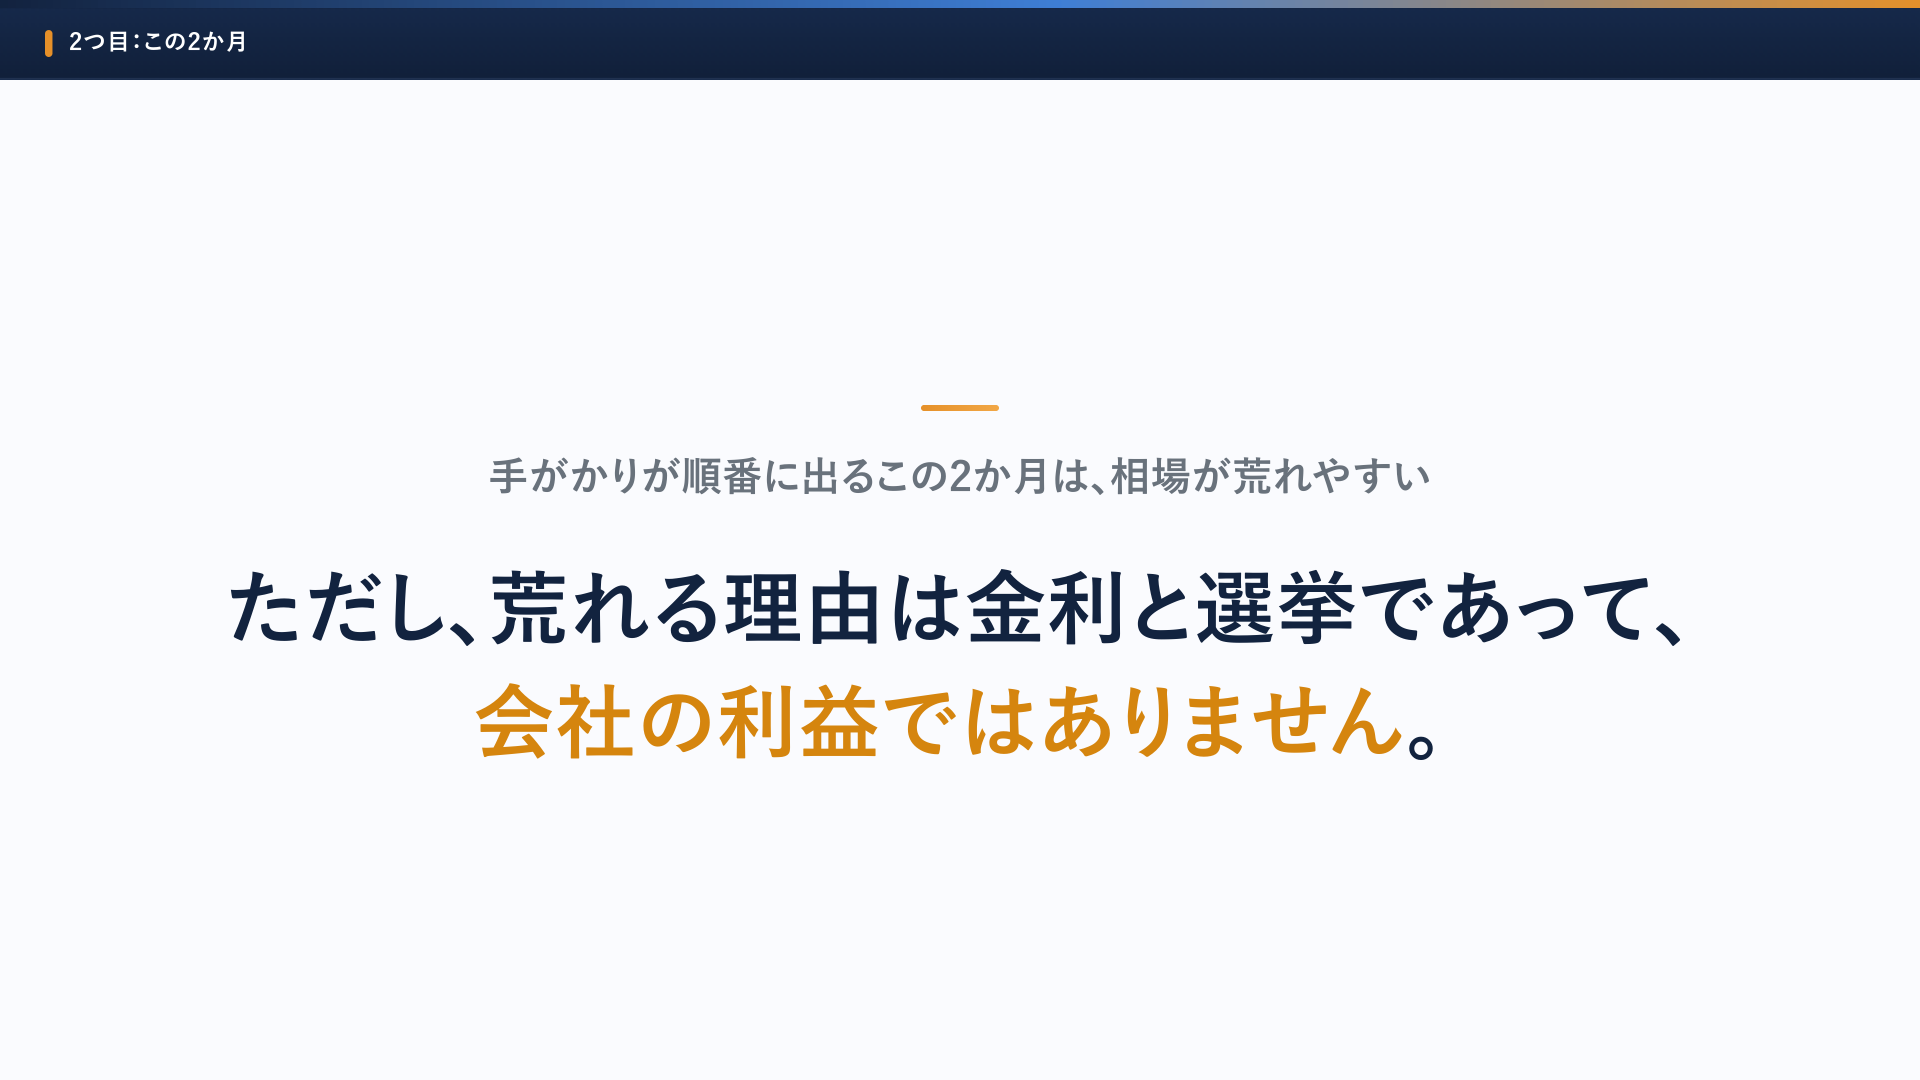 2つ目：この2か月
手がかりが順番に出るこの2か月は、相場が荒れやすい
ただし、荒れる理由は金利と選挙であって、
会社の利益ではありません。